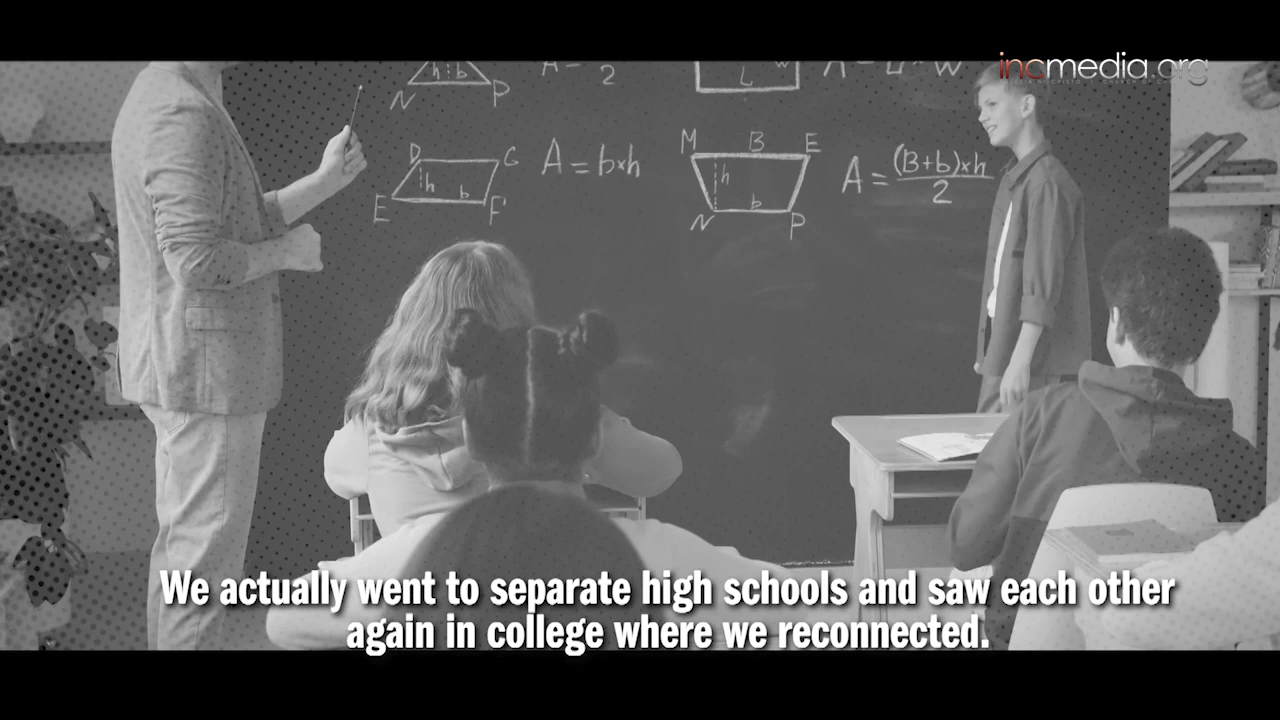 incmedia.org
h b
N P
A = 2
L w
D C
h b
E F
A = b×h
M B E
h
b
N P
A = (B+b)×h
2
We actually went to separate high schools and saw each other
again in college where we reconnected.